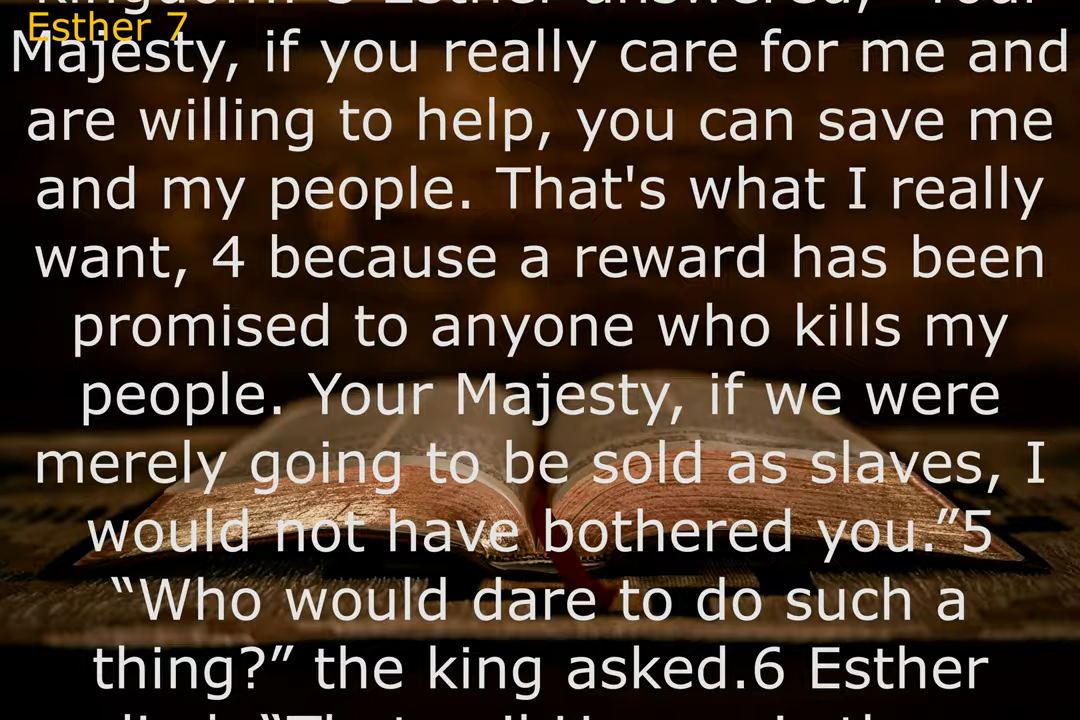 Esther 7
Kingdom." 3 Esther answered, "Your
Majesty, if you really care for me and
are willing to help, you can save me
and my people. That's what I really
want, 4 because a reward has been
promised to anyone who kills my
people. Your Majesty, if we were
merely going to be sold as slaves, I
would not have bothered you.”5
“Who would dare to do such a
thing?” the king asked.6 Esther